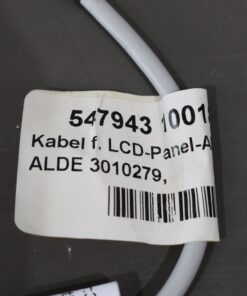 547943 1001
Kabel f. LCD-Panel-A
ALDE 3010279,